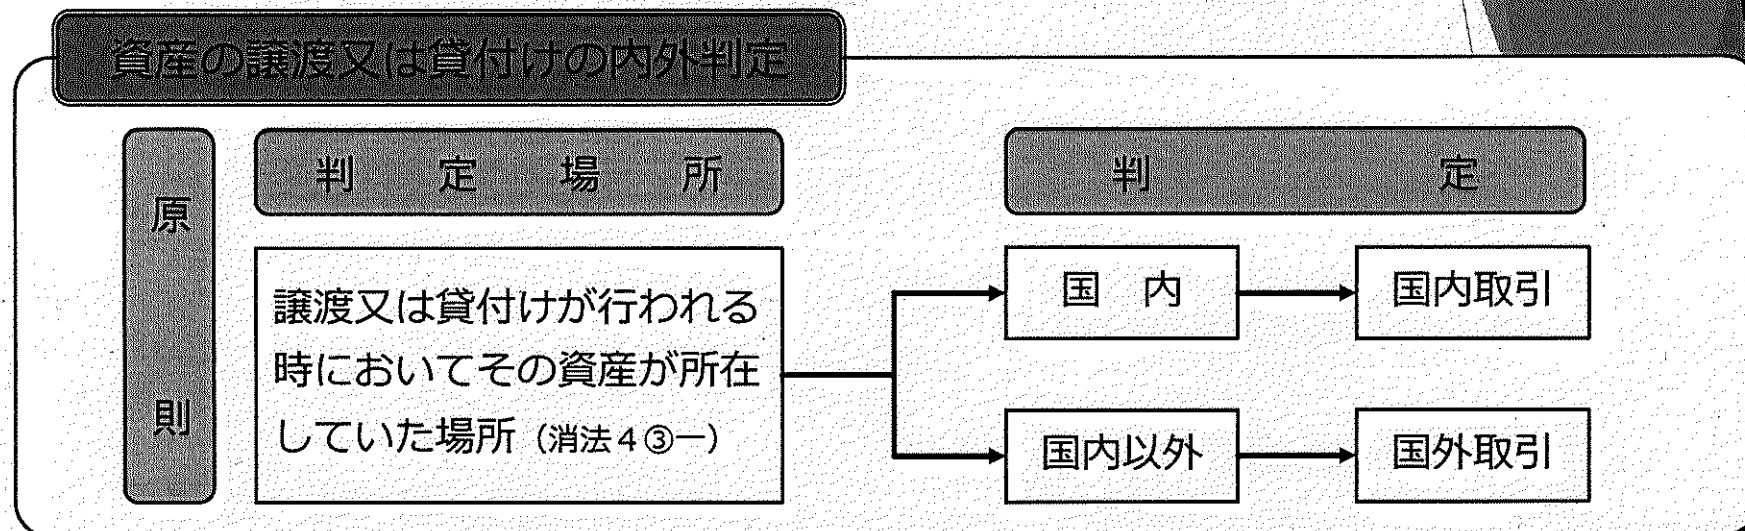 資産の譲渡又は貸付けの内外判定
原則
判定場所
判定
譲渡又は貸付けが行われる
時においてその資産が所在
していた場所（消法４③一）
国内
国内取引
国内以外
国外取引